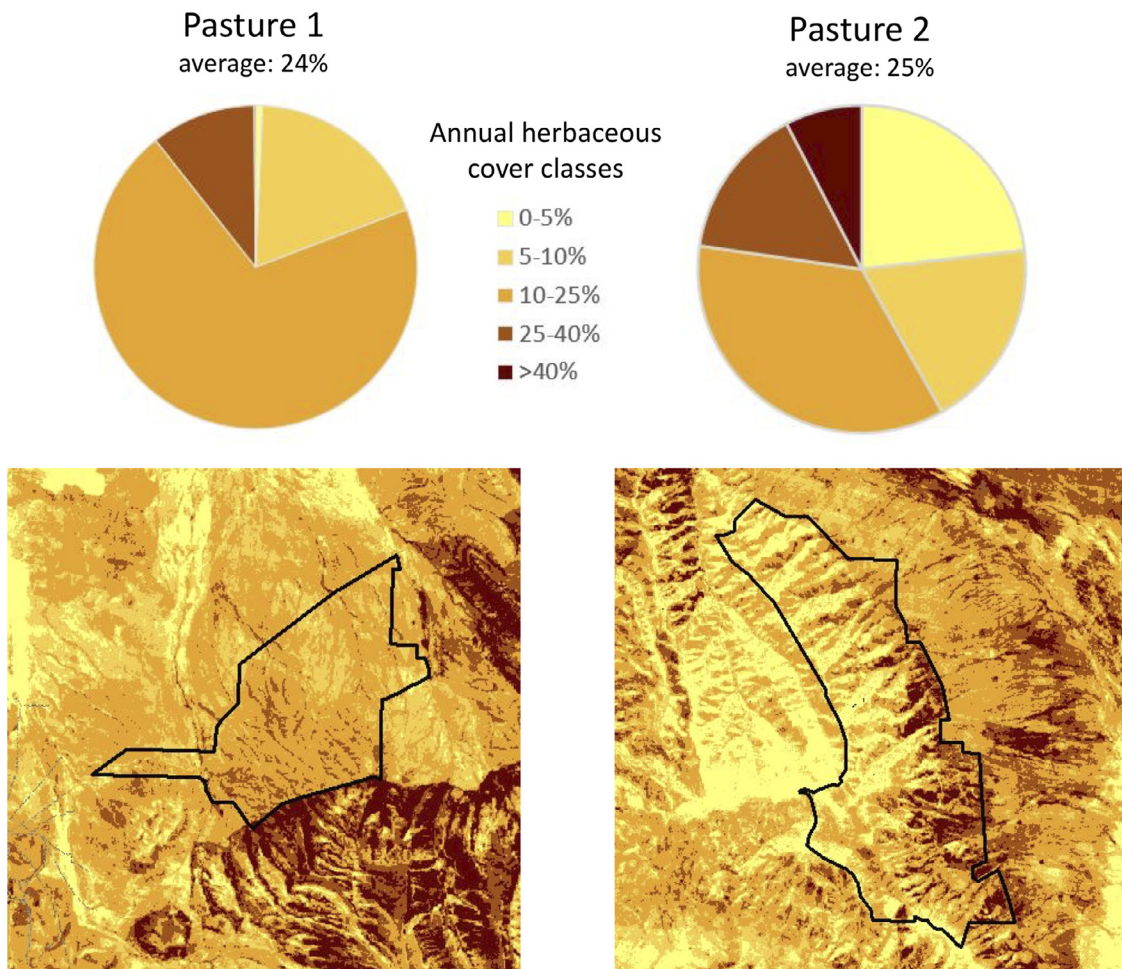 Pasture 1
average: 24%
Pasture 2
average: 25%
Annual herbaceous
cover classes
0-5%
5-10%
10-25%
25-40%
>40%